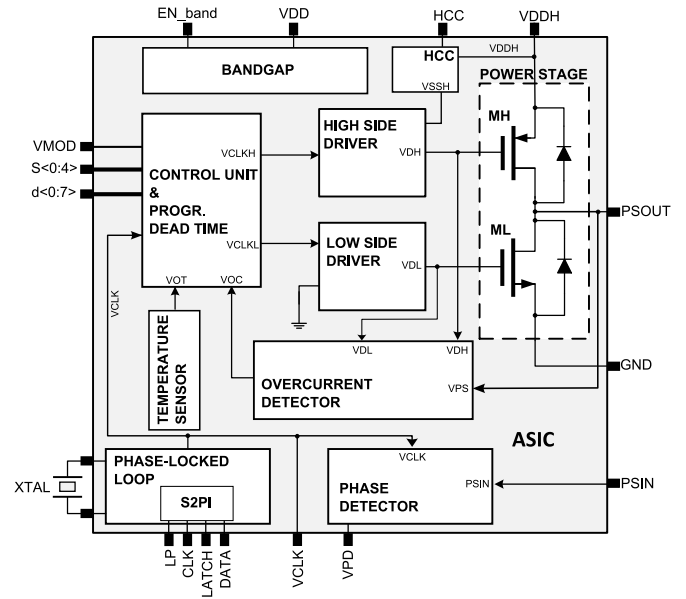 EN_band
VDD
HCC
VDDH
BANDGAP
HCC
VDDH
VSSH
POWER STAGE
VMOD
S<0:4>
d<0:7>
CONTROL UNIT
&
PROGR.
DEAD TIME
VCLKH
VCLKL
VOT
VOC
HIGH SIDE
DRIVER
VDH
MH
LOW SIDE
DRIVER
VDL
ML
PSOUT
VCLK
TEMPERATURE
SENSOR
VDL
VDH
OVERCURRENT
DETECTOR
VPS
GND
ASIC
XTAL
PHASE-LOCKED
LOOP
S2PI
VCLK
PSIN
PHASE
DETECTOR
PSIN
LP
CLK
LATCH
DATA
VCLK
VPD